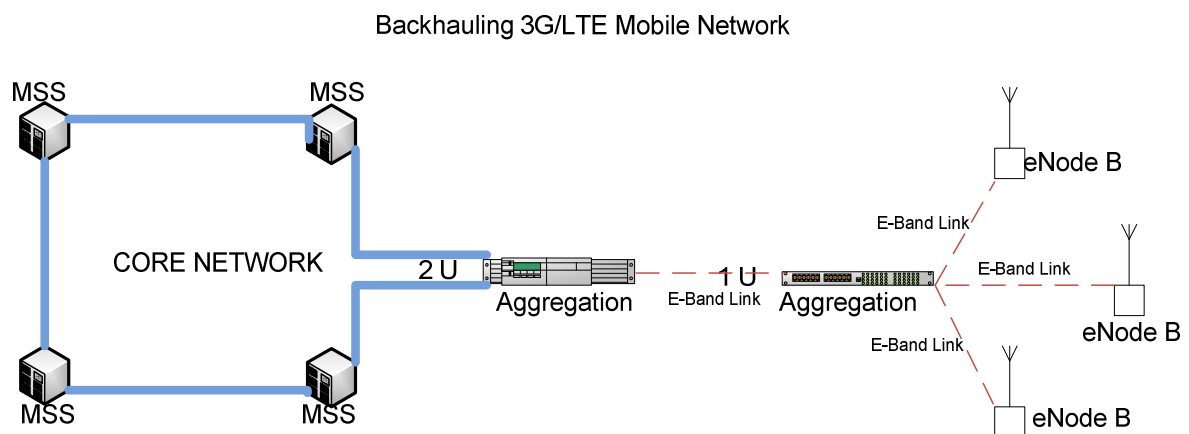 Backhauling 3G/LTE Mobile Network
MSS
MSS
eNode B
E-Band Link
CORE NETWORK
2 U
1 U
E-Band Link
Aggregation
E-Band Link
Aggregation
eNode B
E-Band Link
MSS
MSS
eNode B